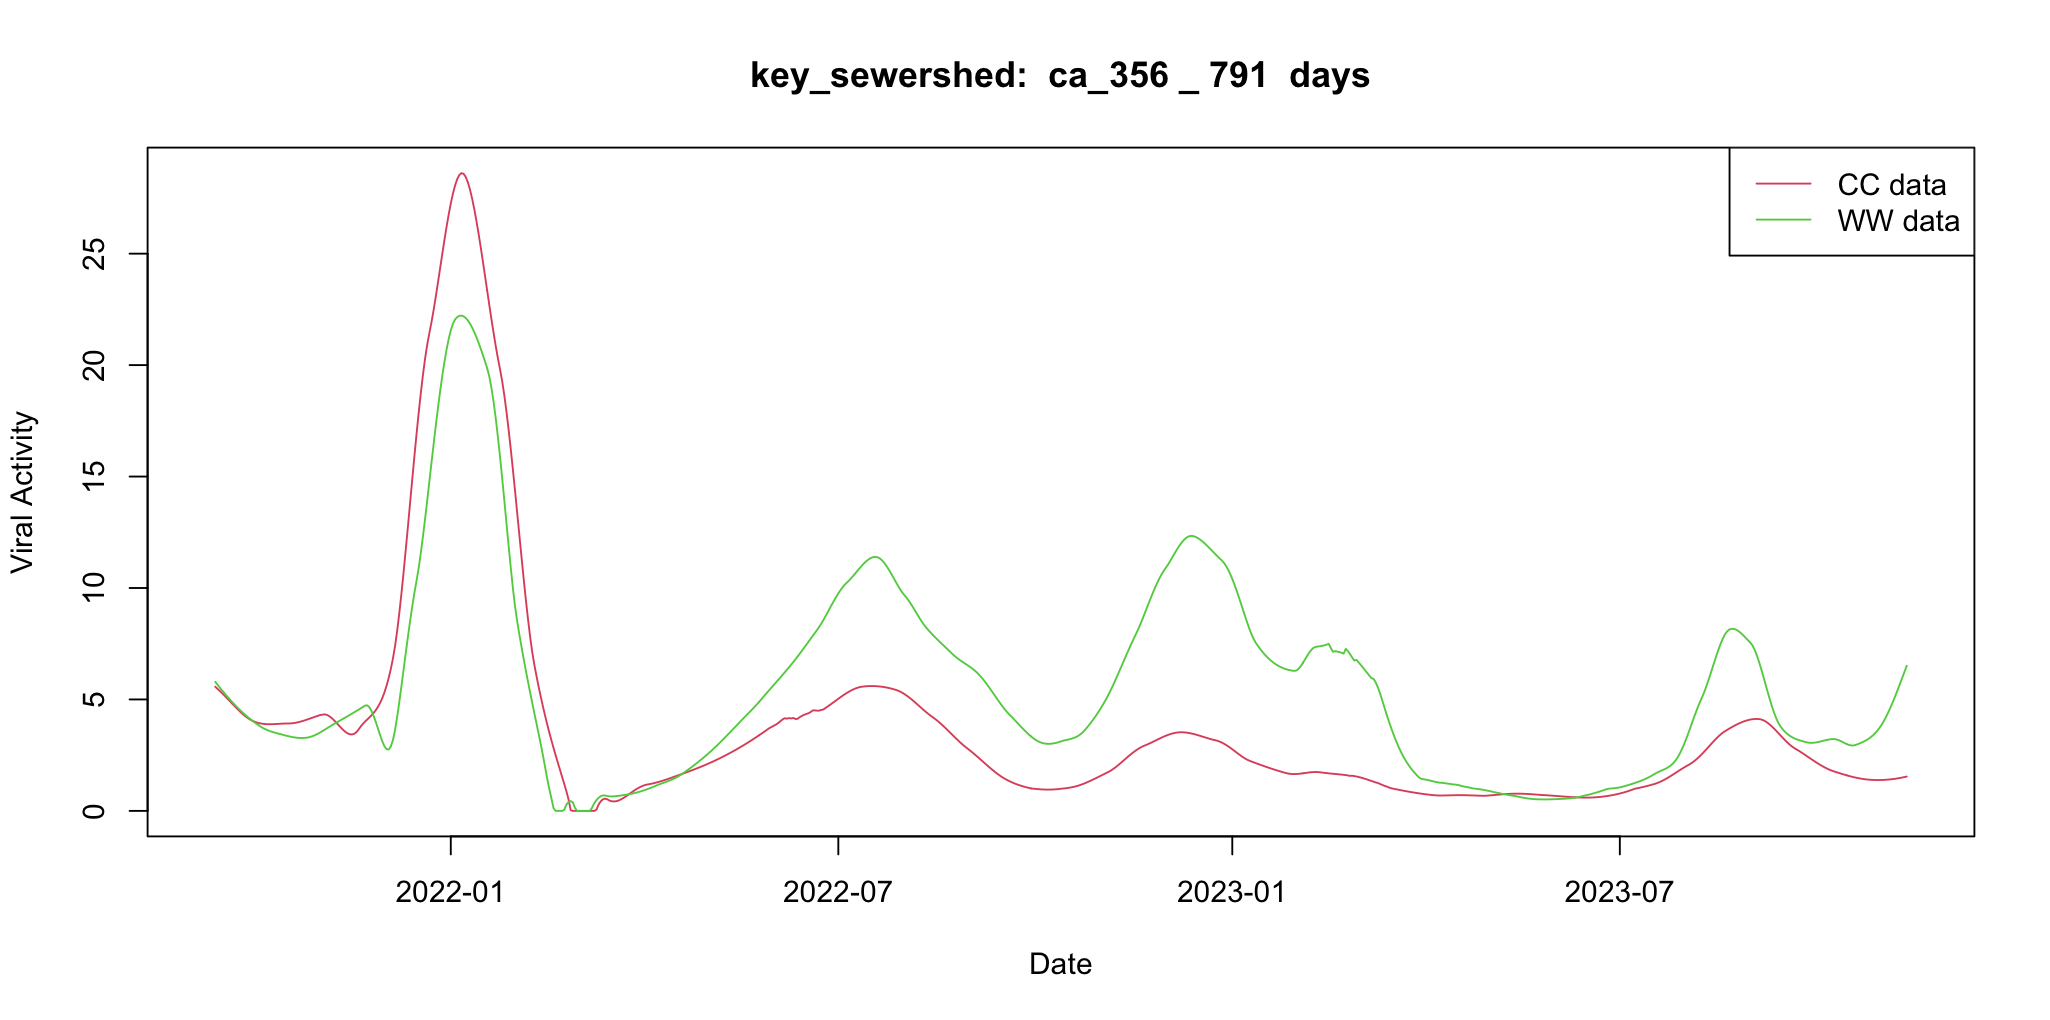 key_sewershed: ca_356 _ 791 days
CC data
WW data
Viral Activity
25
20
15
10
5
0
2022-01 2022-07 2023-01 2023-07
Date